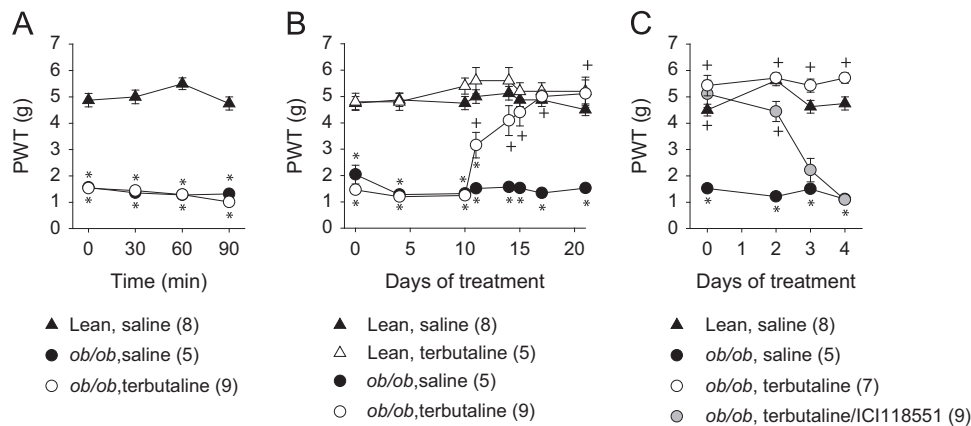 A
B
C
PWT (g)
7
6
5
4
3
2
1
0
*
*
*
*
*
*
*
*
0 30 60 90
Time (min)
▲ Lean, saline (8)
● ob/ob,saline (5)
○ ob/ob,terbutaline (9)
PWT (g)
7
6
5
4
3
2
1
0
+
+
+ +
*
*
*
*
*
*
*
*
*
*
*
*
0 5 10 15 20
Days of treatment
▲ Lean, saline (8)
△ Lean, terbutaline (5)
● ob/ob,saline (5)
○ ob/ob,terbutaline (9)
PWT (g)
7
6
5
4
3
2
1
0
+ + + +
+
+
*
*
*
*
0 1 2 3 4
Days of treatment
▲ Lean, saline (8)
● ob/ob, saline (5)
○ ob/ob, terbutaline (7)
ob/ob, terbutaline/ICI118551 (9)